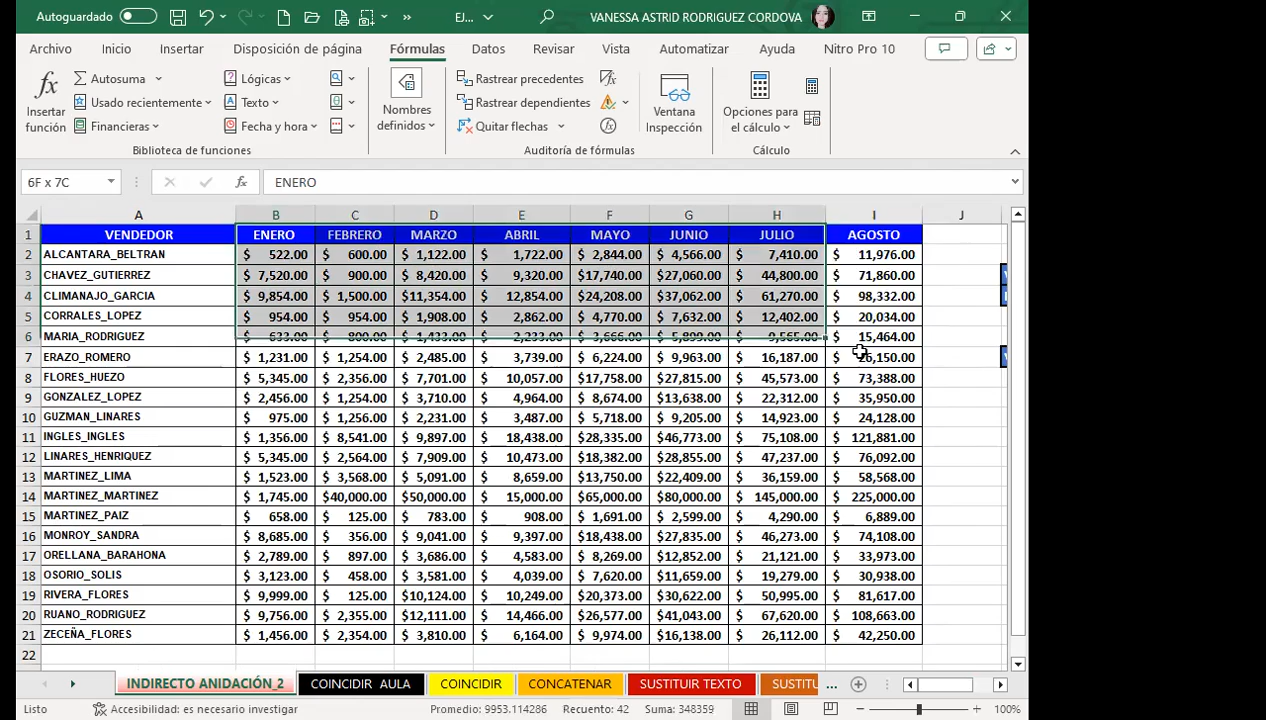 Autoguardado EJ... VANESSA ASTRID RODRIGUEZ CORDOVA
Archivo Inicio Insertar Disposición de página Fórmulas Datos Revisar Vista Automatizar Ayuda Nitro Pro 10
Insertar función
Autosuma
Usado recientemente
Financieras
Lógicas
Texto
Fecha y hora
Biblioteca de funciones
Nombres definidos
Rastrear precedentes
Rastrear dependientes
Quitar flechas
Ventana Inspección
Auditoría de fórmulas
Opciones para el cálculo
Cálculo
6F x 7C fx ENERO
A B C D E F G H I J
1 VENDEDOR ENERO FEBRERO MARZO ABRIL MAYO JUNIO JULIO AGOSTO
2 ALCANTARA_BELTRAN $ 522.00 $ 600.00 $ 1,122.00 $ 1,722.00 $ 2,844.00 $ 4,566.00 $ 7,410.00 $ 11,976.00
3 CHAVEZ_GUTIERREZ $ 7,520.00 $ 900.00 $ 8,420.00 $ 9,320.00 $17,740.00 $27,060.00 $ 44,800.00 $ 71,860.00
4 CLIMANAJO_GARCIA $ 9,854.00 $ 1,500.00 $11,354.00 $ 12,854.00 $24,208.00 $37,062.00 $ 61,270.00 $ 98,332.00
5 CORRALES_LOPEZ $ 954.00 $ 954.00 $ 1,908.00 $ 2,862.00 $ 4,770.00 $ 7,632.00 $ 12,402.00 $ 20,034.00
6 MARIA_RODRIGUEZ $ 633.00 $ 800.00 $ 1,433.00 $ 2,233.00 $ 3,666.00 $ 5,899.00 $ 9,565.00 $ 15,464.00
7 ERAZO_ROMERO $ 1,231.00 $ 1,254.00 $ 2,485.00 $ 3,739.00 $ 6,224.00 $ 9,963.00 $ 16,187.00 $ 26,150.00
8 FLORES_HUEZO $ 5,345.00 $ 2,356.00 $ 7,701.00 $ 10,057.00 $17,758.00 $27,815.00 $ 45,573.00 $ 73,388.00
9 GONZALEZ_LOPEZ $ 2,456.00 $ 1,254.00 $ 3,710.00 $ 4,964.00 $ 8,674.00 $13,638.00 $ 22,312.00 $ 35,950.00
10 GUZMAN_LINARES $ 975.00 $ 1,256.00 $ 2,231.00 $ 3,487.00 $ 5,718.00 $ 9,205.00 $ 14,923.00 $ 24,128.00
11 INGLES_INGLES $ 1,356.00 $ 8,541.00 $ 9,897.00 $ 18,438.00 $28,335.00 $46,773.00 $ 75,108.00 $ 121,881.00
12 LINARES_HENRIQUEZ $ 5,345.00 $ 2,564.00 $ 7,909.00 $ 10,473.00 $18,382.00 $28,855.00 $ 47,237.00 $ 76,092.00
13 MARTINEZ_LIMA $ 1,523.00 $ 3,568.00 $ 5,091.00 $ 8,659.00 $13,750.00 $22,409.00 $ 36,159.00 $ 58,568.00
14 MARTINEZ_MARTINEZ $ 1,745.00 $40,000.00 $50,000.00 $ 15,000.00 $65,000.00 $80,000.00 $ 145,000.00 $ 225,000.00
15 MARTINEZ_PAIZ $ 658.00 $ 125.00 $ 783.00 $ 908.00 $ 1,691.00 $ 2,599.00 $ 4,290.00 $ 6,889.00
16 MONROY_SANDRA $ 8,685.00 $ 356.00 $ 9,041.00 $ 9,397.00 $18,438.00 $27,835.00 $ 46,273.00 $ 74,108.00
17 ORELLANA_BARAHONA $ 2,789.00 $ 897.00 $ 3,686.00 $ 4,583.00 $ 8,269.00 $12,852.00 $ 21,121.00 $ 33,973.00
18 OSORIO_SOLIS $ 3,123.00 $ 458.00 $ 3,581.00 $ 4,039.00 $ 7,620.00 $11,659.00 $ 19,279.00 $ 30,938.00
19 RIVERA_FLORES $ 9,999.00 $ 125.00 $10,124.00 $ 10,249.00 $20,373.00 $30,622.00 $ 50,995.00 $ 81,617.00
20 RUANO_RODRIGUEZ $ 9,756.00 $ 2,355.00 $12,111.00 $ 14,466.00 $26,577.00 $41,043.00 $ 67,620.00 $ 108,663.00
21 ZECEÑA_FLORES $ 1,456.00 $ 2,354.00 $ 3,810.00 $ 6,164.00 $ 9,974.00 $16,138.00 $ 26,112.00 $ 42,250.00
22
INDIRECTO ANIDACIÓN_2 COINCIDIR AULA COINCIDIR CONCATENAR SUSTITUIR TEXTO SUSTITU ...
Listo Accesibilidad: es necesario investigar Promedio: 9953.114286 Recuento: 42 Suma: 348359 100%